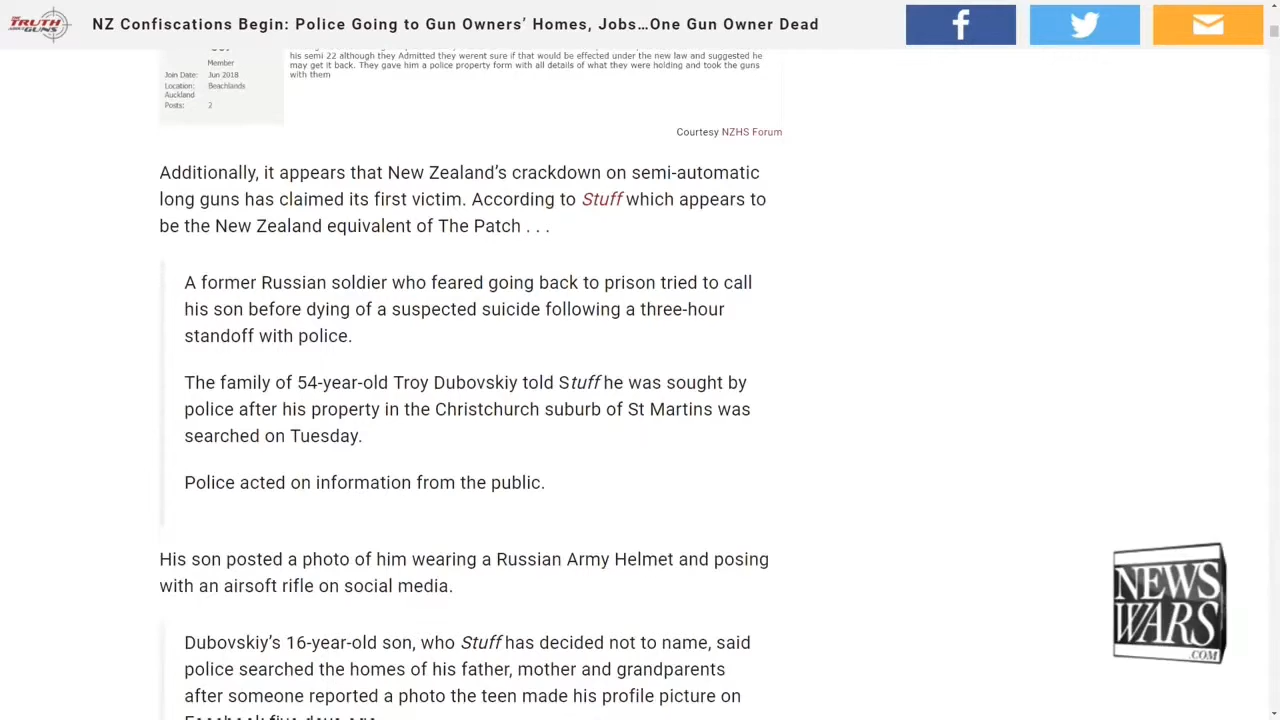 THE TRUTH ABOUT GUNS
NZ Confiscations Begin: Police Going to Gun Owners’ Homes, Jobs…One Gun Owner Dead
his semi 22 although they Admitted they werent sure if that would be effected under the new law and suggested he
may get it back. They gave him a police property form with all details of what they were holding and took the guns
with them
Member
Join Date: Jun 2018
Location: Beachlands
Auckland
Posts: 2
Courtesy NZHS Forum
Additionally, it appears that New Zealand’s crackdown on semi-automatic
long guns has claimed its first victim. According to Stuff which appears to
be the New Zealand equivalent of The Patch . . .
A former Russian soldier who feared going back to prison tried to call
his son before dying of a suspected suicide following a three-hour
standoff with police.
The family of 54-year-old Troy Dubovskiy told Stuff he was sought by
police after his property in the Christchurch suburb of St Martins was
searched on Tuesday.
Police acted on information from the public.
His son posted a photo of him wearing a Russian Army Helmet and posing
with an airsoft rifle on social media.
Dubovskiy’s 16-year-old son, who Stuff has decided not to name, said
police searched the homes of his father, mother and grandparents
after someone reported a photo the teen made his profile picture on
Facebook five days ago
NEWS
WARS
.COM